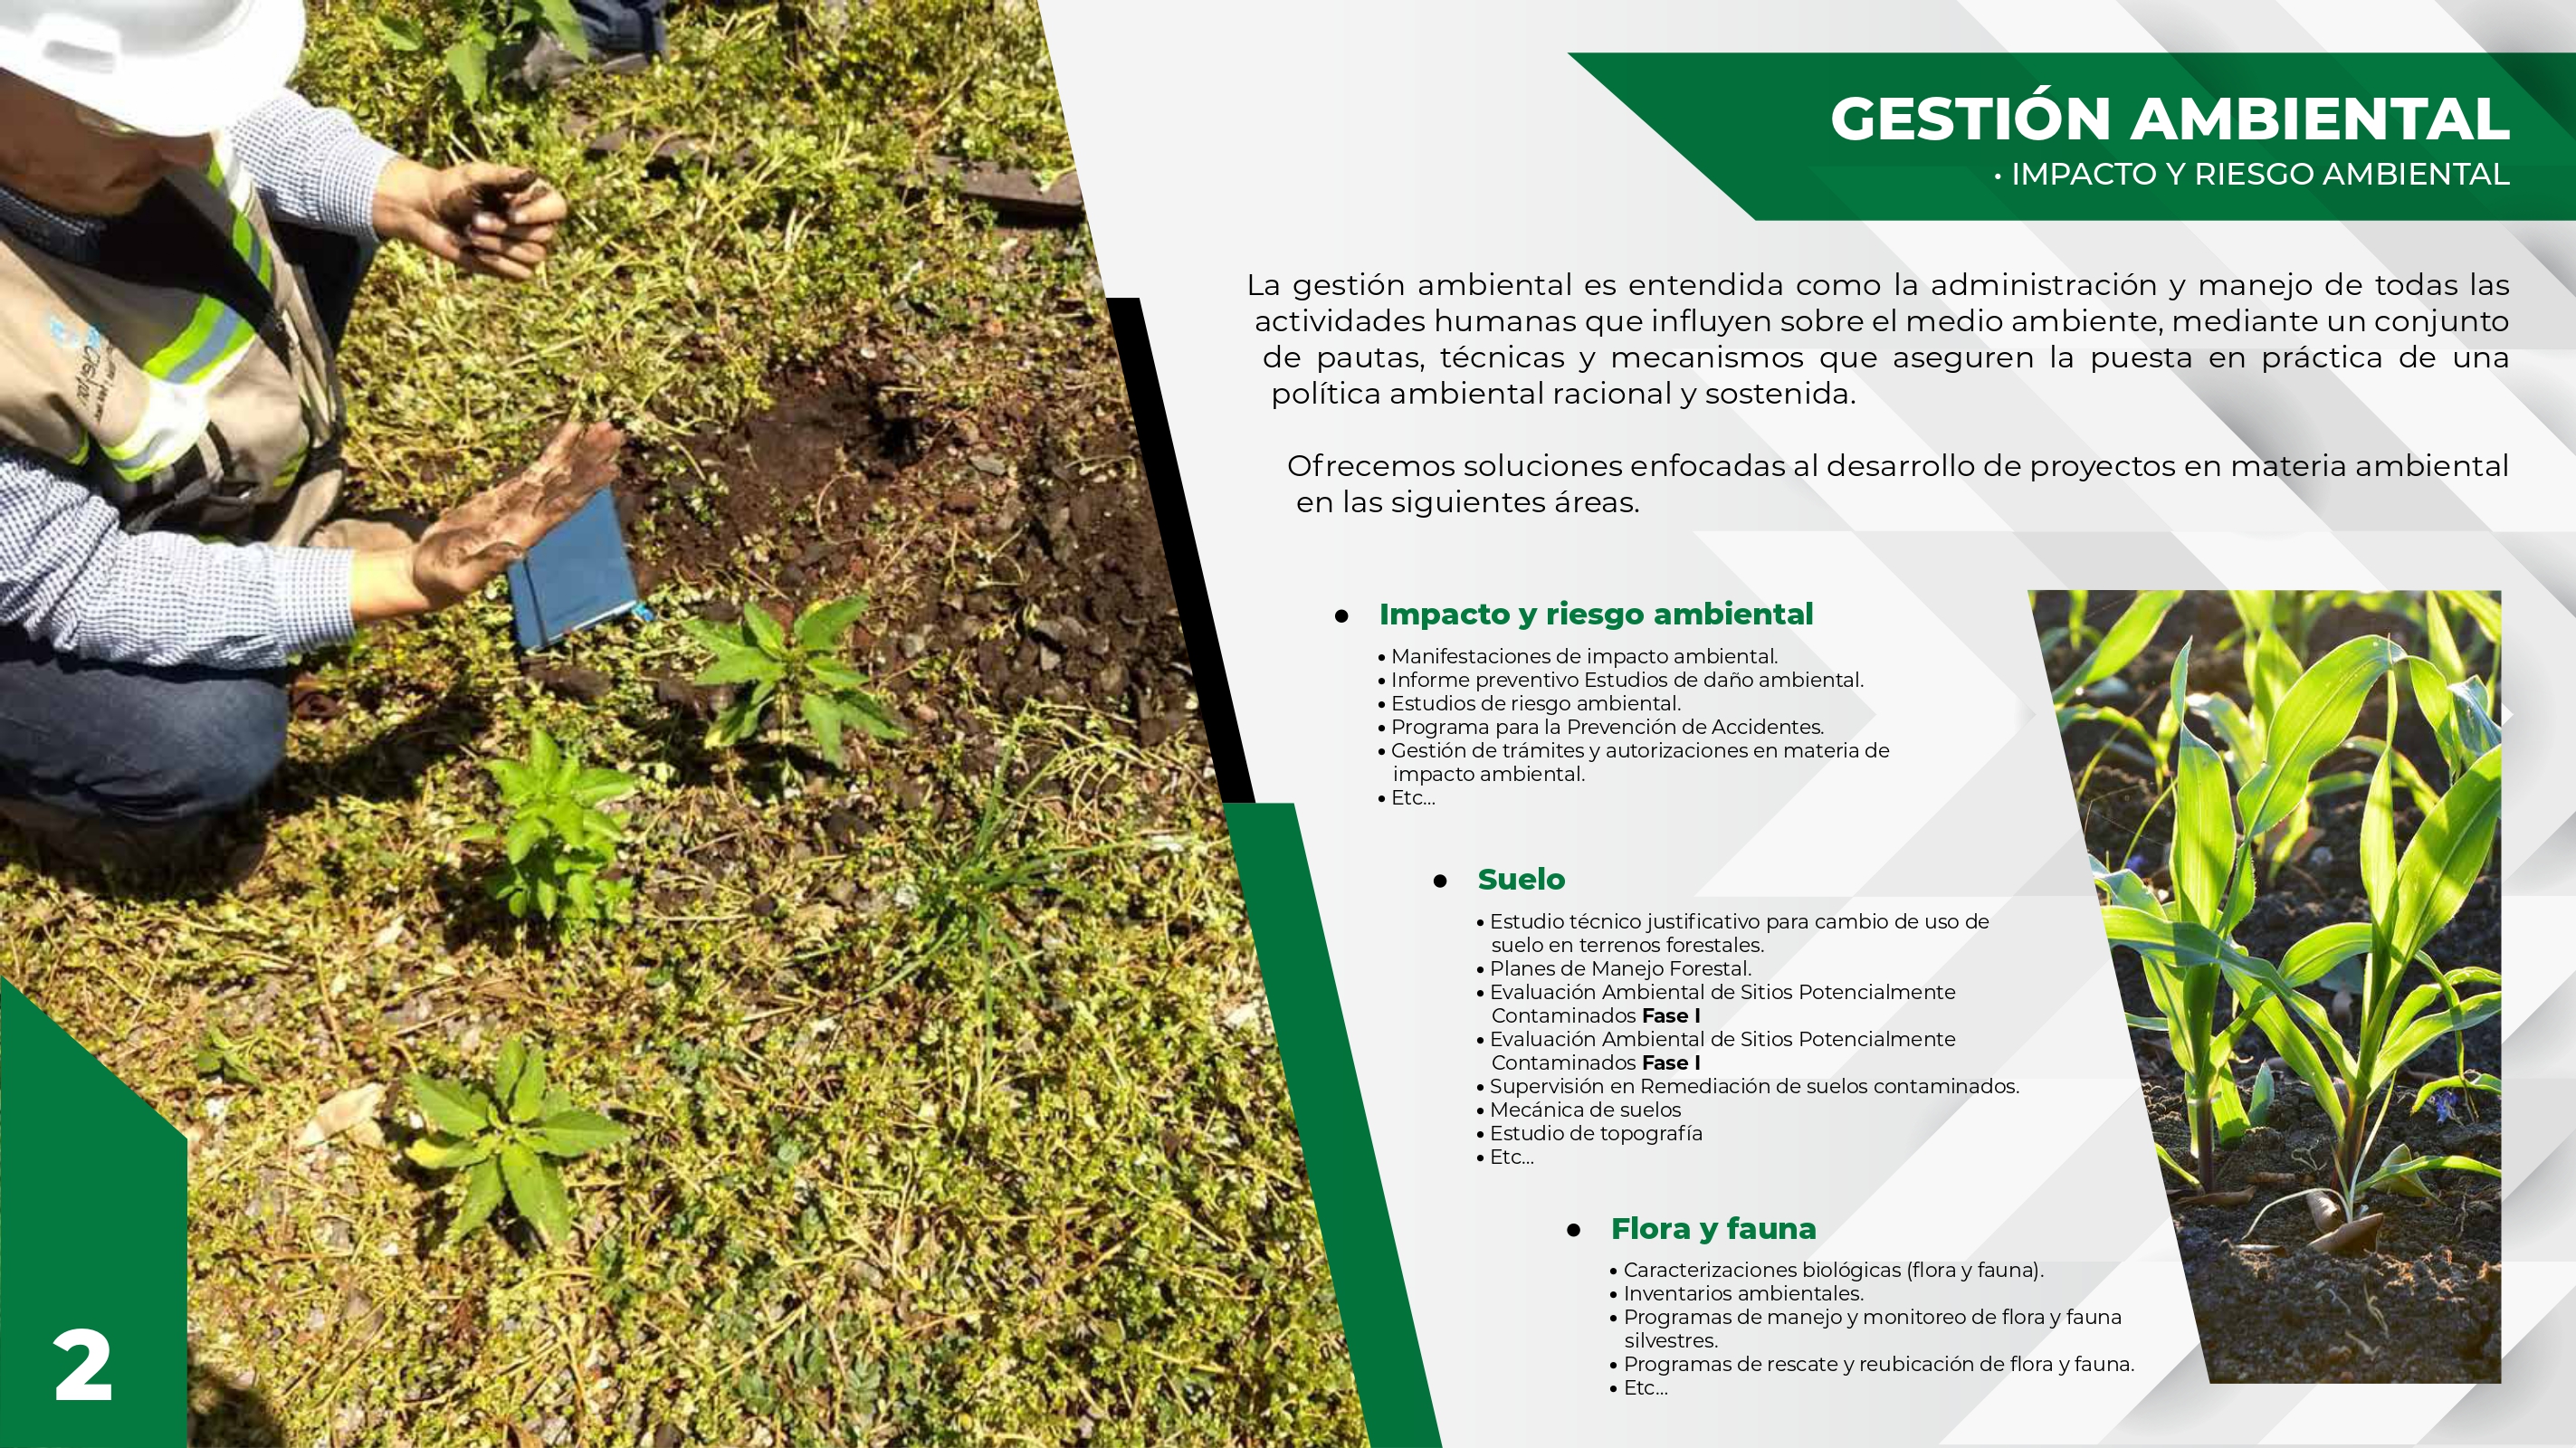 GESTIÓN AMBIENTAL
• IMPACTO Y RIESGO AMBIENTAL
La gestión ambiental es entendida como la administración y manejo de todas las
actividades humanas que influyen sobre el medio ambiente, mediante un conjunto
de pautas, técnicas y mecanismos que aseguren la puesta en práctica de una
política ambiental racional y sostenida.
Ofrecemos soluciones enfocadas al desarrollo de proyectos en materia ambiental
en las siguientes áreas.
• Impacto y riesgo ambiental
• Manifestaciones de impacto ambiental.
• Informe preventivo Estudios de daño ambiental.
• Estudios de riesgo ambiental.
• Programa para la Prevención de Accidentes.
• Gestión de trámites y autorizaciones en materia de
impacto ambiental.
• Etc...
• Suelo
• Estudio técnico justificativo para cambio de uso de
suelo en terrenos forestales.
• Planes de Manejo Forestal.
• Evaluación Ambiental de Sitios Potencialmente
Contaminados Fase I
• Evaluación Ambiental de Sitios Potencialmente
Contaminados Fase I
• Supervisión en Remediación de suelos contaminados.
• Mecánica de suelos
• Estudio de topografía
• Etc...
• Flora y fauna
• Caracterizaciones biológicas (flora y fauna).
• Inventarios ambientales.
• Programas de manejo y monitoreo de flora y fauna
silvestres.
• Programas de rescate y reubicación de flora y fauna.
• Etc...
2